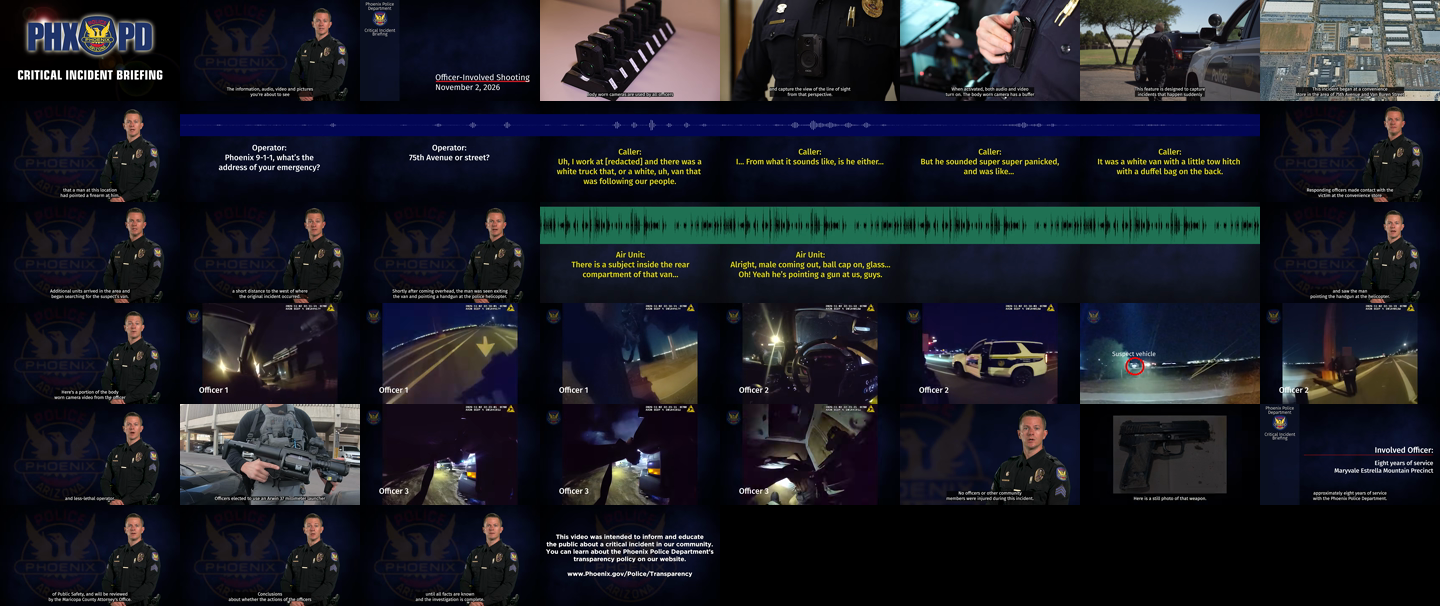 PHX PD
CRITICAL INCIDENT BRIEFING
The information, audio, video and pictures
you're about to see
Phoenix Police
Department
Critical Incident
Briefing
Officer-Involved Shooting
November 2, 2026
Body worn cameras are used by all officers
and capture the view of the line of sight
from that perspective.
When activated, both audio and video
turn on. The body worn camera has a buffer
This feature is designed to capture
incidents that happen suddenly
This incident began at a convenience
store in the area of 75th Avenue and Van Buren Street
that a man at this location
had pointed a firearm at him.
Operator:
Phoenix 9-1-1, what's the
address of your emergency?
Operator:
75th Avenue or street?
Caller:
Uh, I work at [redacted] and there was a
white truck that, or a white, uh, van that
was following our people.
Caller:
I... From what it sounds like, is he either...
Caller:
But he sounded super super panicked,
and was like...
Caller:
It was a white van with a little tow hitch
with a duffel bag on the back.
Responding officers made contact with the
victim at the convenience store
Additional units arrived in the area and
began searching for the suspect's van.
a short distance to the west of where
the original incident occurred.
Shortly after coming overhead, the man was seen exiting
the van and pointing a handgun at the police helicopter.
Air Unit:
There is a subject inside the rear
compartment of that van...
Air Unit:
Alright, male coming out, ball cap on, glass...
Oh! Yeah he's pointing a gun at us, guys.
and saw the man
pointing the handgun at the helicopter.
Here's a portion of the body
worn camera video from the officer
Officer 1
Officer 1
Officer 1
Officer 2
Officer 2
Suspect vehicle
Officer 2
and less-lethal operator.
Officers elected to use an Arwin 37 millimeter launcher
Officer 3
Officer 3
Officer 3
No officers or other community
members were injured during this incident.
Here is a still photo of that weapon.
Phoenix Police
Department
Critical Incident
Briefing
Involved Officer:
Eight years of service
Maryvale Estrella Mountain Precinct
approximately eight years of service
with the Phoenix Police Department.
of Public Safety, and will be reviewed
by the Maricopa County Attorney's Office.
Conclusions
about whether the actions of the officers
until all facts are known
and the investigation is complete.
This video was intended to inform and educate
the public about a critical incident in our community.
You can learn about the Phoenix Police Department's
transparency policy on our website.
www.Phoenix.gov/Police/Transparency